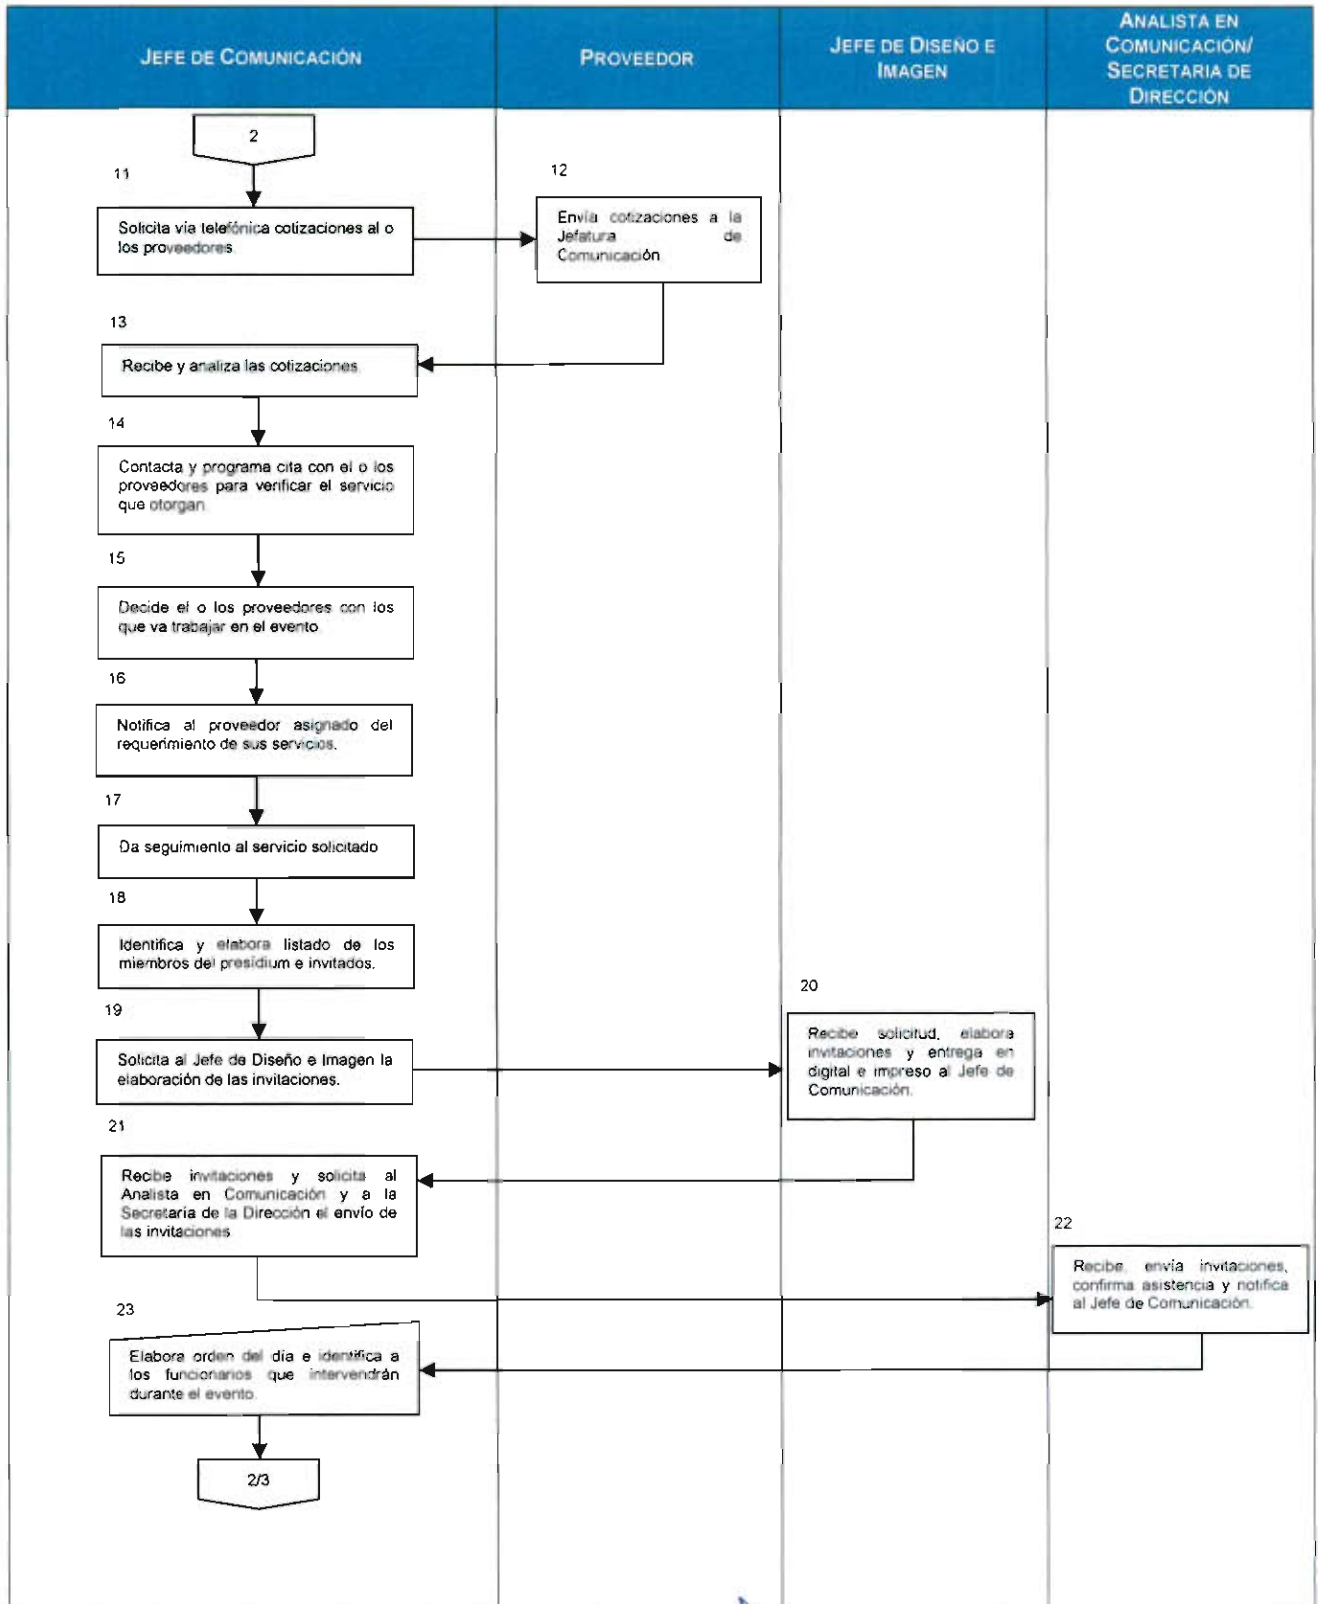 JEFE DE COMUNICACIÓN
PROVEEDOR
JEFE DE DISEÑO E
IMAGEN
ANALISTA EN
COMUNICACIÓN/
SECRETARIA DE
DIRECCIÓN
2
11
Solicita vía telefónica cotizaciones al o
los proveedores
12
Envía cotizaciones a la
Jefatura de
Comunicación
13
Recibe y analiza las cotizaciones
14
Contacta y programa cita con el o los
proveedores para verificar el servicio
que otorgan
15
Decide el o los proveedores con los
que va trabajar en el evento
16
Notifica al proveedor asignado del
requerimiento de sus servicios.
17
Da seguimiento al servicio solicitado
18
Identifica y elabora listado de los
miembros del presídium e invitados.
19
Solicita al Jefe de Diseño e Imagen la
elaboración de las invitaciones.
20
Recibe solicitud, elabora
invitaciones y entrega en
digital e impreso al Jefe de
Comunicación.
21
Recibe invitaciones y solicita al
Analista en Comunicación y a la
Secretaria de la Dirección el envío de
las invitaciones
22
Recibe, envía invitaciones,
confirma asistencia y notifica
al Jefe de Comunicación.
23
Elabora orden del día e identifica a
los funcionarios que intervendrán
durante el evento.
2/3